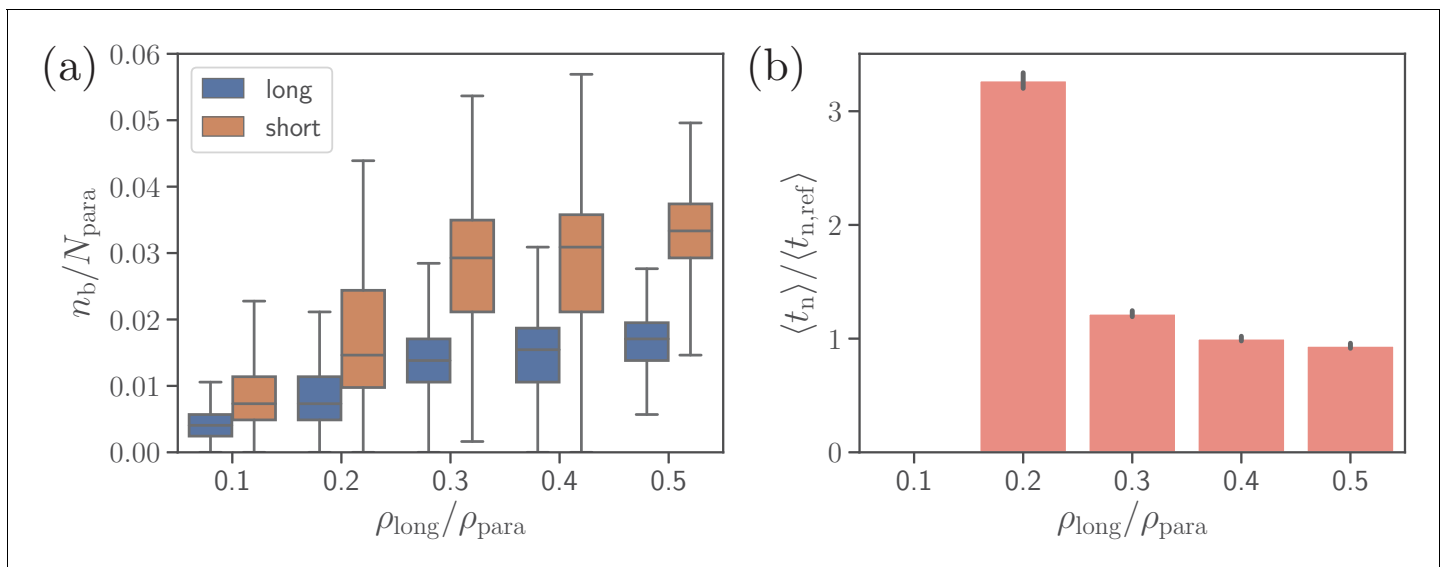 (a)
0.06
0.05
0.04
0.03
0.02
0.01
0.00
n_b/N_para
long
short
0.1 0.2 0.3 0.4 0.5
ρ_long/ρ_para
(b)
3
2
1
0
⟨t_n⟩/⟨t_n,ref⟩
0.1 0.2 0.3 0.4 0.5
ρ_long/ρ_para